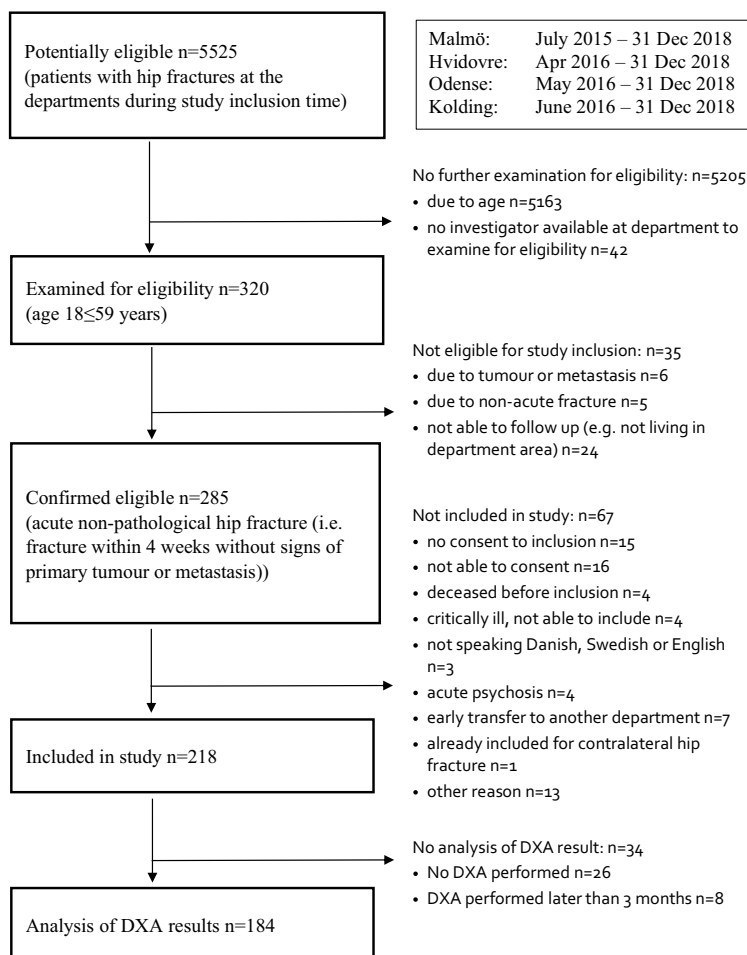 Potentially eligible n=5525
(patients with hip fractures at the
departments during study inclusion time)
Malmö: July 2015 – 31 Dec 2018
Hvidovre: Apr 2016 – 31 Dec 2018
Odense: May 2016 – 31 Dec 2018
Kolding: June 2016 – 31 Dec 2018
No further examination for eligibility: n=5205
• due to age n=5163
• no investigator available at department to
examine for eligibility n=42
Examined for eligibility n=320
(age 18≤59 years)
Not eligible for study inclusion: n=35
• due to tumour or metastasis n=6
• due to non-acute fracture n=5
• not able to follow up (e.g. not living in
department area) n=24
Confirmed eligible n=285
(acute non-pathological hip fracture (i.e.
fracture within 4 weeks without signs of
primary tumour or metastasis))
Not included in study: n=67
• no consent to inclusion n=15
• not able to consent n=16
• deceased before inclusion n=4
• critically ill, not able to include n=4
• not speaking Danish, Swedish or English
n=3
• acute psychosis n=4
• early transfer to another department n=7
• already included for contralateral hip
fracture n=1
• other reason n=13
Included in study n=218
No analysis of DXA result: n=34
• No DXA performed n=26
• DXA performed later than 3 months n=8
Analysis of DXA results n=184